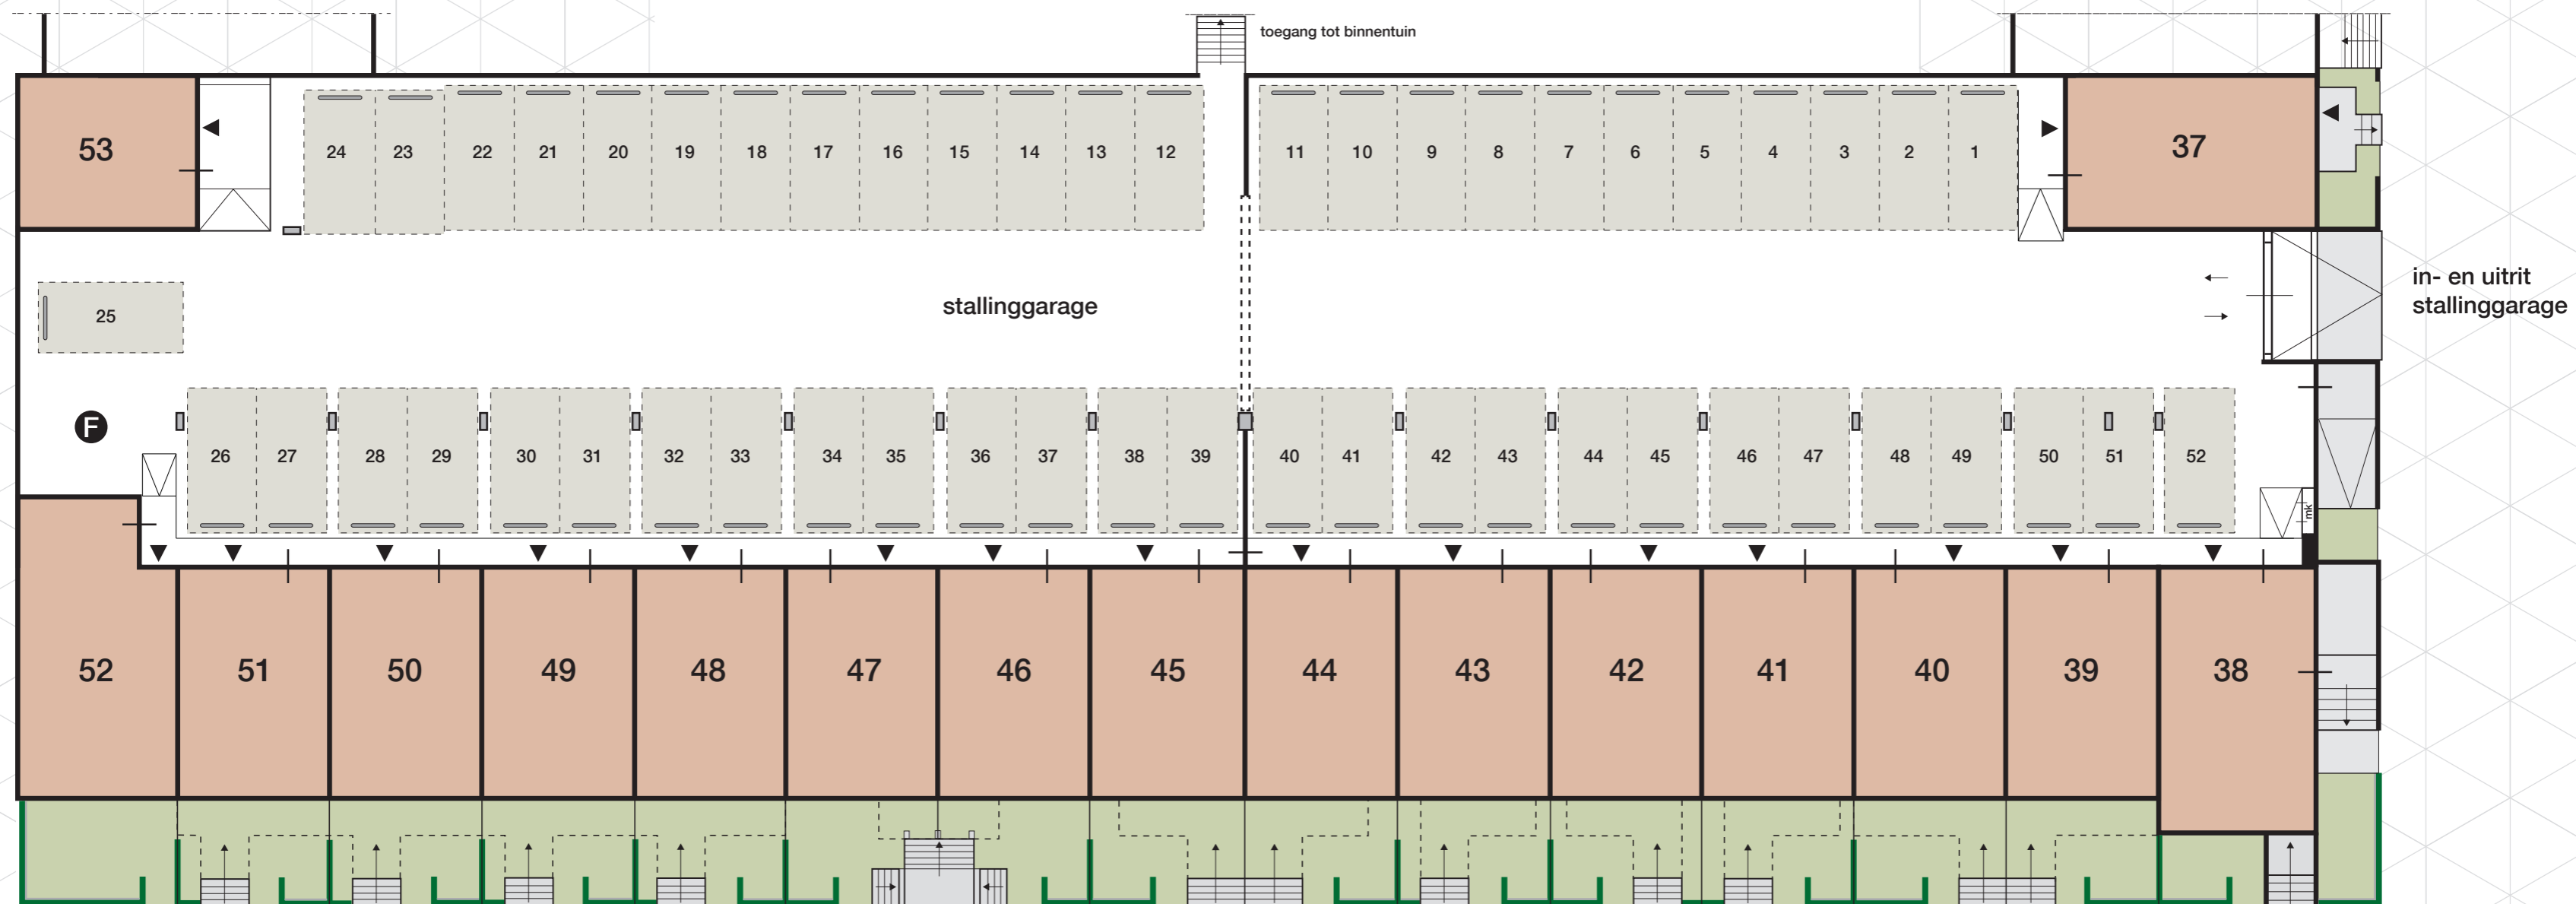 toegang tot binnentuin
53
24 23 22 21 20 19 18 17 16 15 14 13 12 11 10 9 8 7 6 5 4 3 2 1
37
25
stallinggarage
in- en uitrit
stallinggarage
F
26 27 28 29 30 31 32 33 34 35 36 37 38 39 40 41 42 43 44 45 46 47 48 49 50 51 52
mk
52 51 50 49 48 47 46 45 44 43 42 41 40 39 38